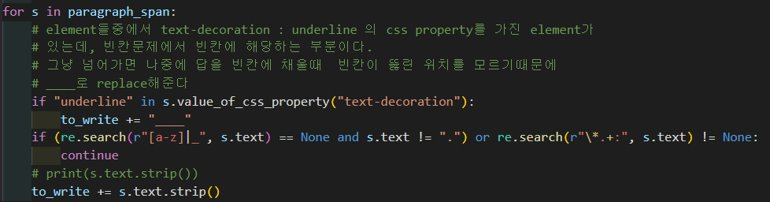 for s in paragraph_span:
    # element들중에서 text-decoration : underline 의 css property를 가진 element가
    # 있는데, 빈칸문제에서 빈칸에 해당하는 부분이다.
    # 그냥 넘어가면 나중에 답을 빈칸에 채울때  빈칸이 뚫린 위치를 모르기때문에
    # ____로 replace해준다
    if "underline" in s.value_of_css_property("text-decoration"):
        to_write += "____"
    if (re.search(r"[a-z]|_", s.text) == None and s.text != ".") or re.search(r"\*.+:", s.text) != None:
        continue
    # print(s.text.strip())
    to_write += s.text.strip()